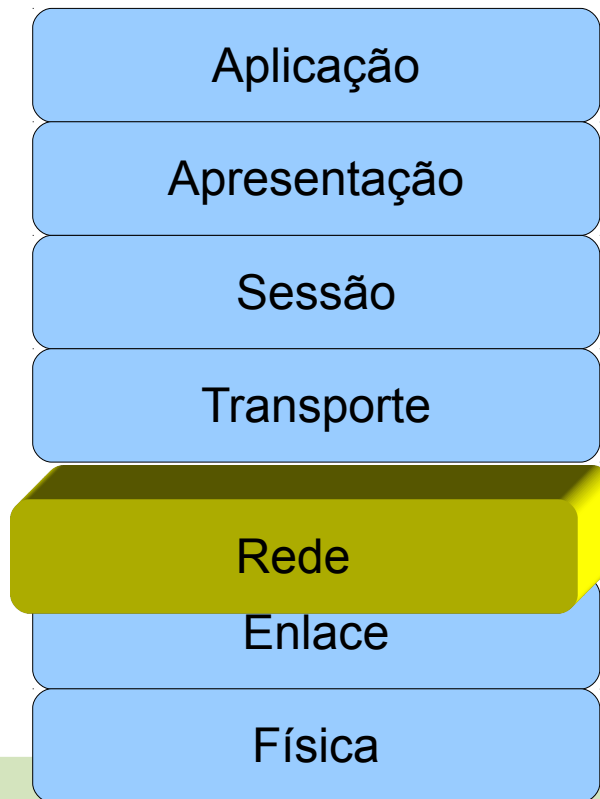 Aplicação
Apresentação
Sessão
Transporte
Rede
Enlace
Física